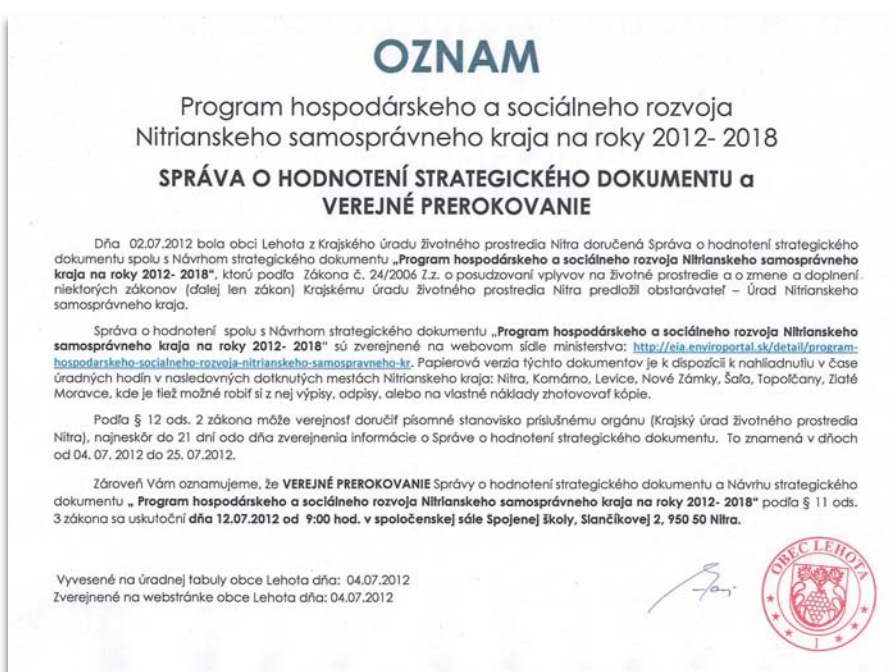 OZNAM
Program hospodárskeho a sociálneho rozvoja
Nitrianskeho samosprávneho kraja na roky 2012- 2018
SPRÁVA O HODNOTENÍ STRATEGICKÉHO DOKUMENTU a
VEREJNÉ PREROKOVANIE
Dňa 02.07.2012 bola obci Lehota z Krajského úradu životného prostredia Nitra doručená Správa o hodnotení strategického
dokumentu spolu s Návrhom strategického dokumentu „Program hospodárskeho a sociálneho rozvoja Nitrianskeho samosprávneho
kraja na roky 2012- 2018", ktorú podľa Zákona č. 24/2006 Z.z. o posudzovaní vplyvov na životné prostredie a o zmene a doplnení
niektorých zákonov (ďalej len zákon) Krajskému úradu životného prostredia Nitra predložil obstarávateľ – Úrad Nitrianskeho
samosprávneho kraja.
Správa o hodnotení spolu s Návrhom strategického dokumentu „Program hospodárskeho a sociálneho rozvoja Nitrianskeho
samosprávneho kraja na roky 2012- 2018" sú zverejnené na webovom sídle ministerstva: http://eia.enviroportal.sk/detail/program-
hospodarskeho-socialneho-rozvoja-nitrianskeho-samospravneho-kr. Papierová verzia týchto dokumentov je k dispozícii k nahliadnutiu v čase
úradných hodín v nasledovných dotknutých mestách Nitrianskeho kraja: Nitra, Komárno, Levice, Nové Zámky, Šaľa, Topoľčany, Zlaté
Moravce, kde je tiež možné robiť si z nej výpisy, odpisy, alebo na vlastné náklady zhotovovať kópie.
Podľa § 12 ods. 2 zákona môže verejnosť doručiť písomné stanovisko príslušnému orgánu (Krajský úrad životného prostredia
Nitra), najneskôr do 21 dní odo dňa zverejnenia informácie o Správe o hodnotení strategického dokumentu. To znamená v dňoch
od 04. 07. 2012 do 25. 07.2012.
Zároveň Vám oznamujeme, že VEREJNÉ PREROKOVANIE Správy o hodnotení strategického dokumentu a Návrhu strategického
dokumentu „ Program hospodárskeho a sociálneho rozvoja Nitrianskeho samosprávneho kraja na roky 2012- 2018" podľa § 11 ods.
3 zákona sa uskutoční dňa 12.07.2012 od 9:00 hod. v spoločenskej sále Spojenej školy, Slančíkovej 2, 950 50 Nitra.
Vyvesené na úradnej tabuly obce Lehota dňa: 04.07.2012
Zverejnené na webstránke obce Lehota dňa: 04.07.2012
OBEC LEHOTA
1